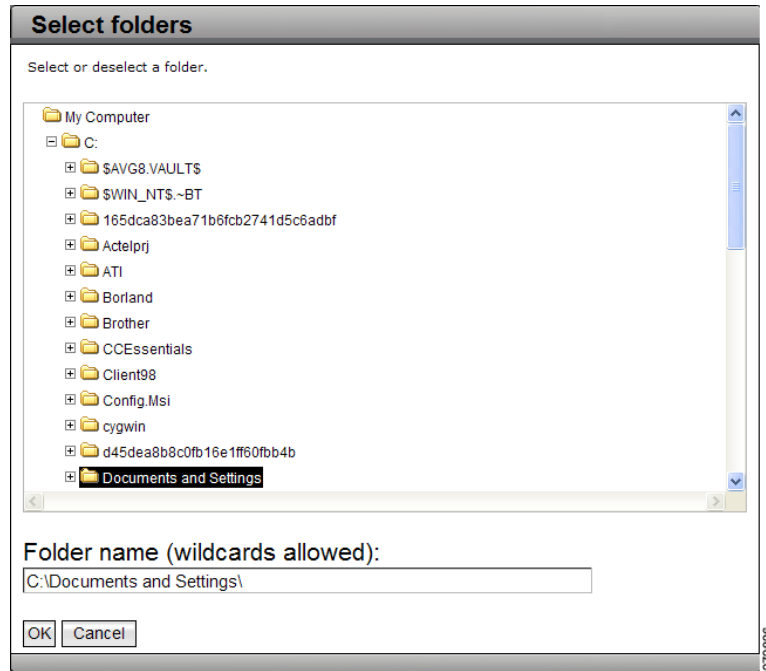 Select folders
Select or deselect a folder.
My Computer
C:
$AVG8.VAULT$
$WIN_NT$.~BT
165dca83bea71b6fcb2741d5c6adbf
Actelprj
ATI
Borland
Brother
CCEssentials
Client98
Config.Msi
cygwin
d45dea8b8c0fb16e1ff60fbb4b
Documents and Settings
Folder name (wildcards allowed):
C:\Documents and Settings\
OK
Cancel